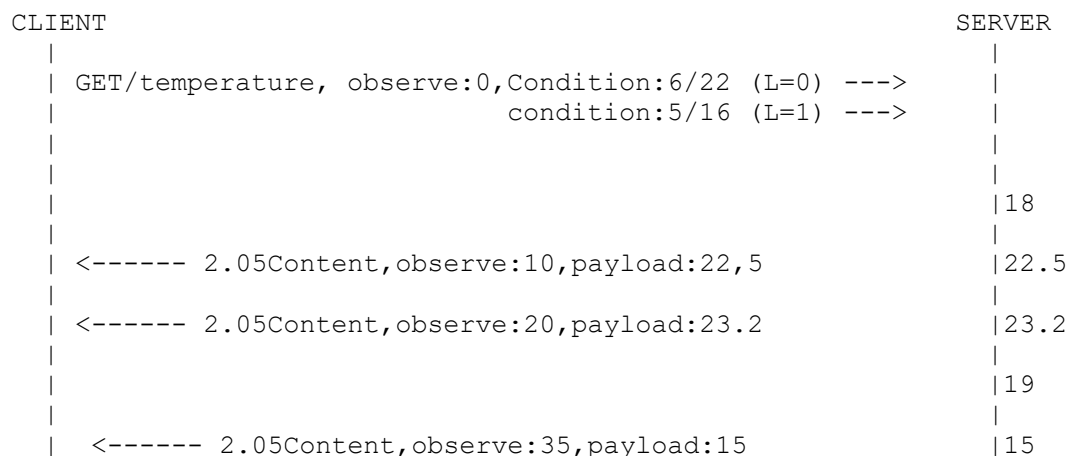 CLIENT SERVER
| |
| GET/temperature, observe:0,Condition:6/22 (L=0) ---> |
| condition:5/16 (L=1) ---> |
| |
| |
| |18
| |
| <------ 2.05Content,observe:10,payload:22,5 |22.5
| |
| <------ 2.05Content,observe:20,payload:23.2 |23.2
| |
| |19
| |
| <------ 2.05Content,observe:35,payload:15 |15